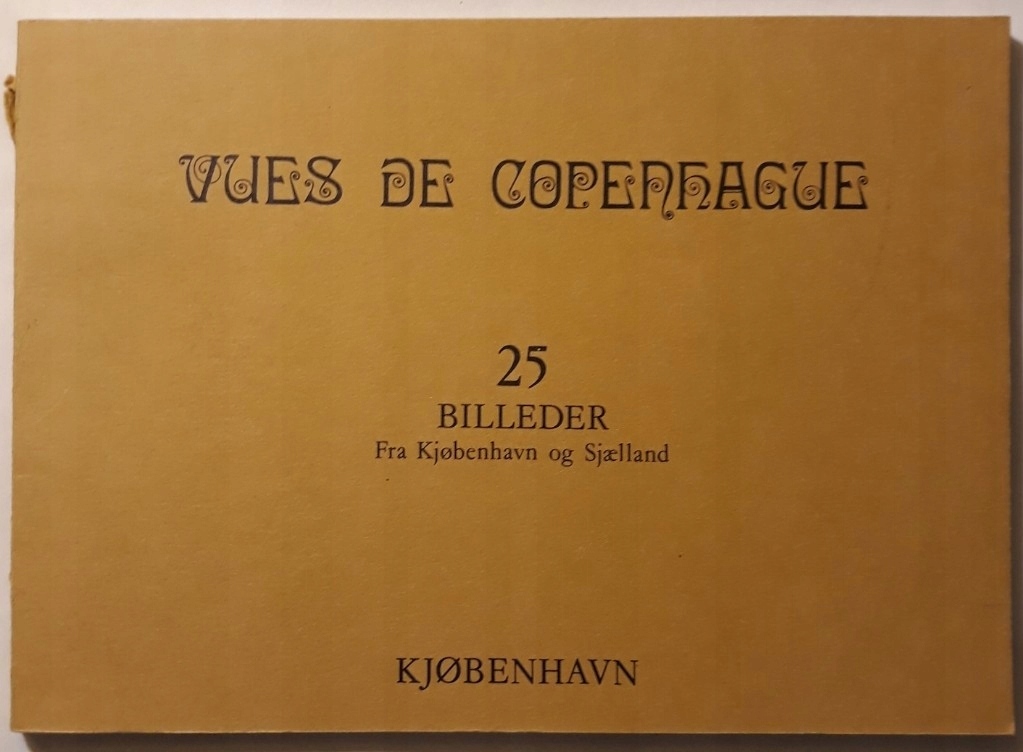 VUES DE COPENHAGUE
25
BILLEDER
Fra Kjøbenhavn og Sjælland
KJØBENHAVN